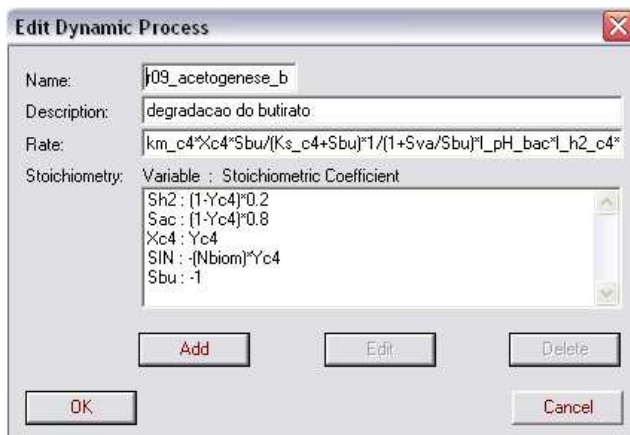 Edit Dynamic Process
Name: r09_acetogenese_b
Description: degradacao do butirato
Rate: km_c4*Xc4*Sbu/(Ks_c4+Sbu)*1/(1+Sva/Sbu)*I_pH_bac*I_h2_c4*
Stoichiometry: Variable : Stoichiometric Coefficient
Sh2 : (1-Yc4)*0.2
Sac : (1-Yc4)*0.8
Xc4 : Yc4
SIN : -(Nbiom)*Yc4
Sbu : -1
Add Edit Delete
OK Cancel